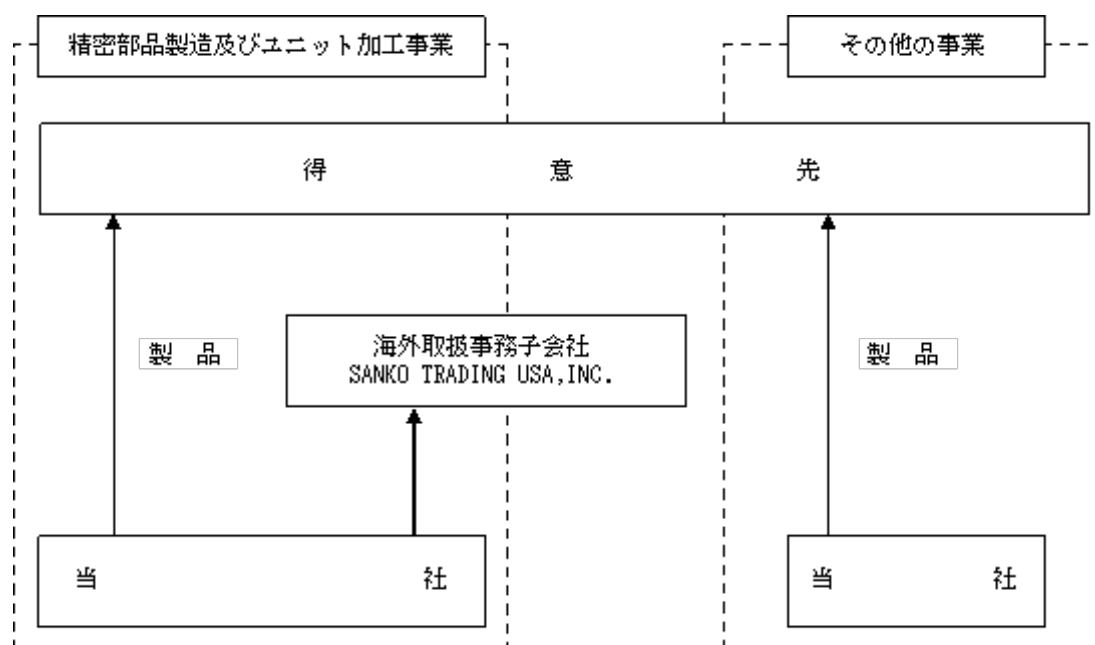 精密部品製造及びユニット加工事業
その他の事業
得 意 先
製 品
海外取扱事務子会社
SANKO TRADING USA,INC.
製 品
当 社
当 社